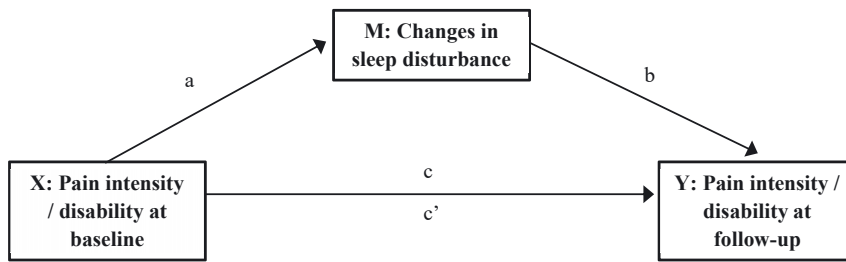 M: Changes in
sleep disturbance
a
b
X: Pain intensity
/ disability at
baseline
c
c’
Y: Pain intensity /
disability at
follow-up